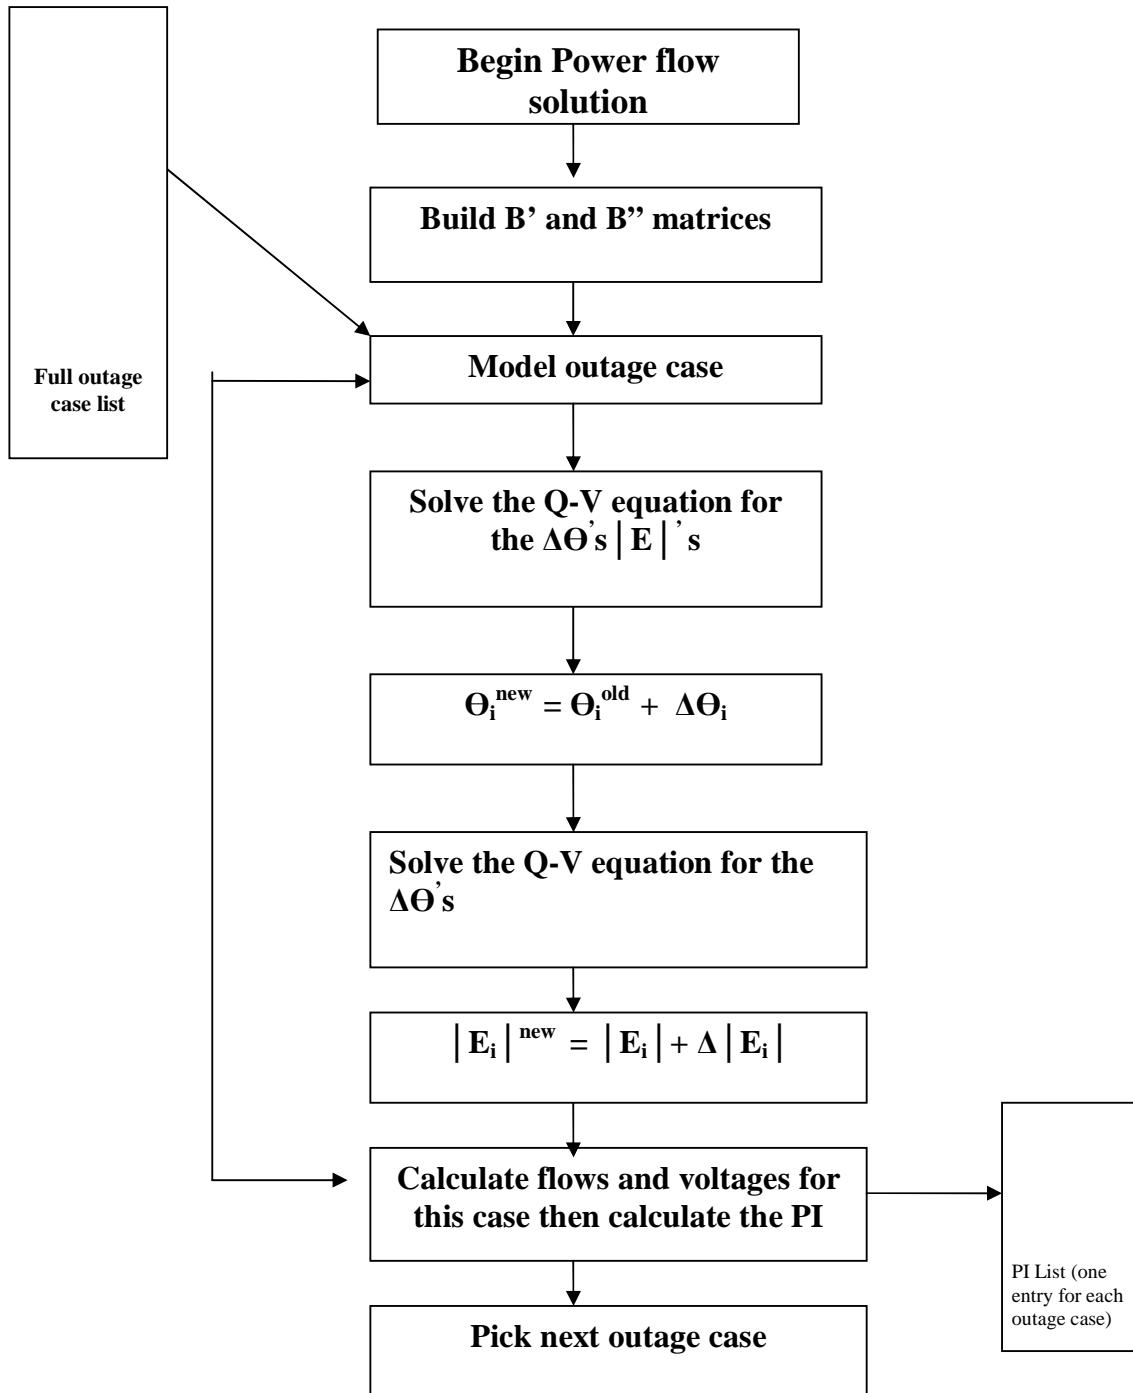 Begin Power flow
solution
Build B’ and B’’ matrices
Full outage
case list
Model outage case
Solve the Q-V equation for
the ΔΘ’s |E|’s
Θi^new = Θi^old + ΔΘi
Solve the Q-V equation for the
ΔΘ’s
|Ei|^new = |Ei| + Δ|Ei|
Calculate flows and voltages for
this case then calculate the PI
PI List (one
entry for each
outage case)
Pick next outage case